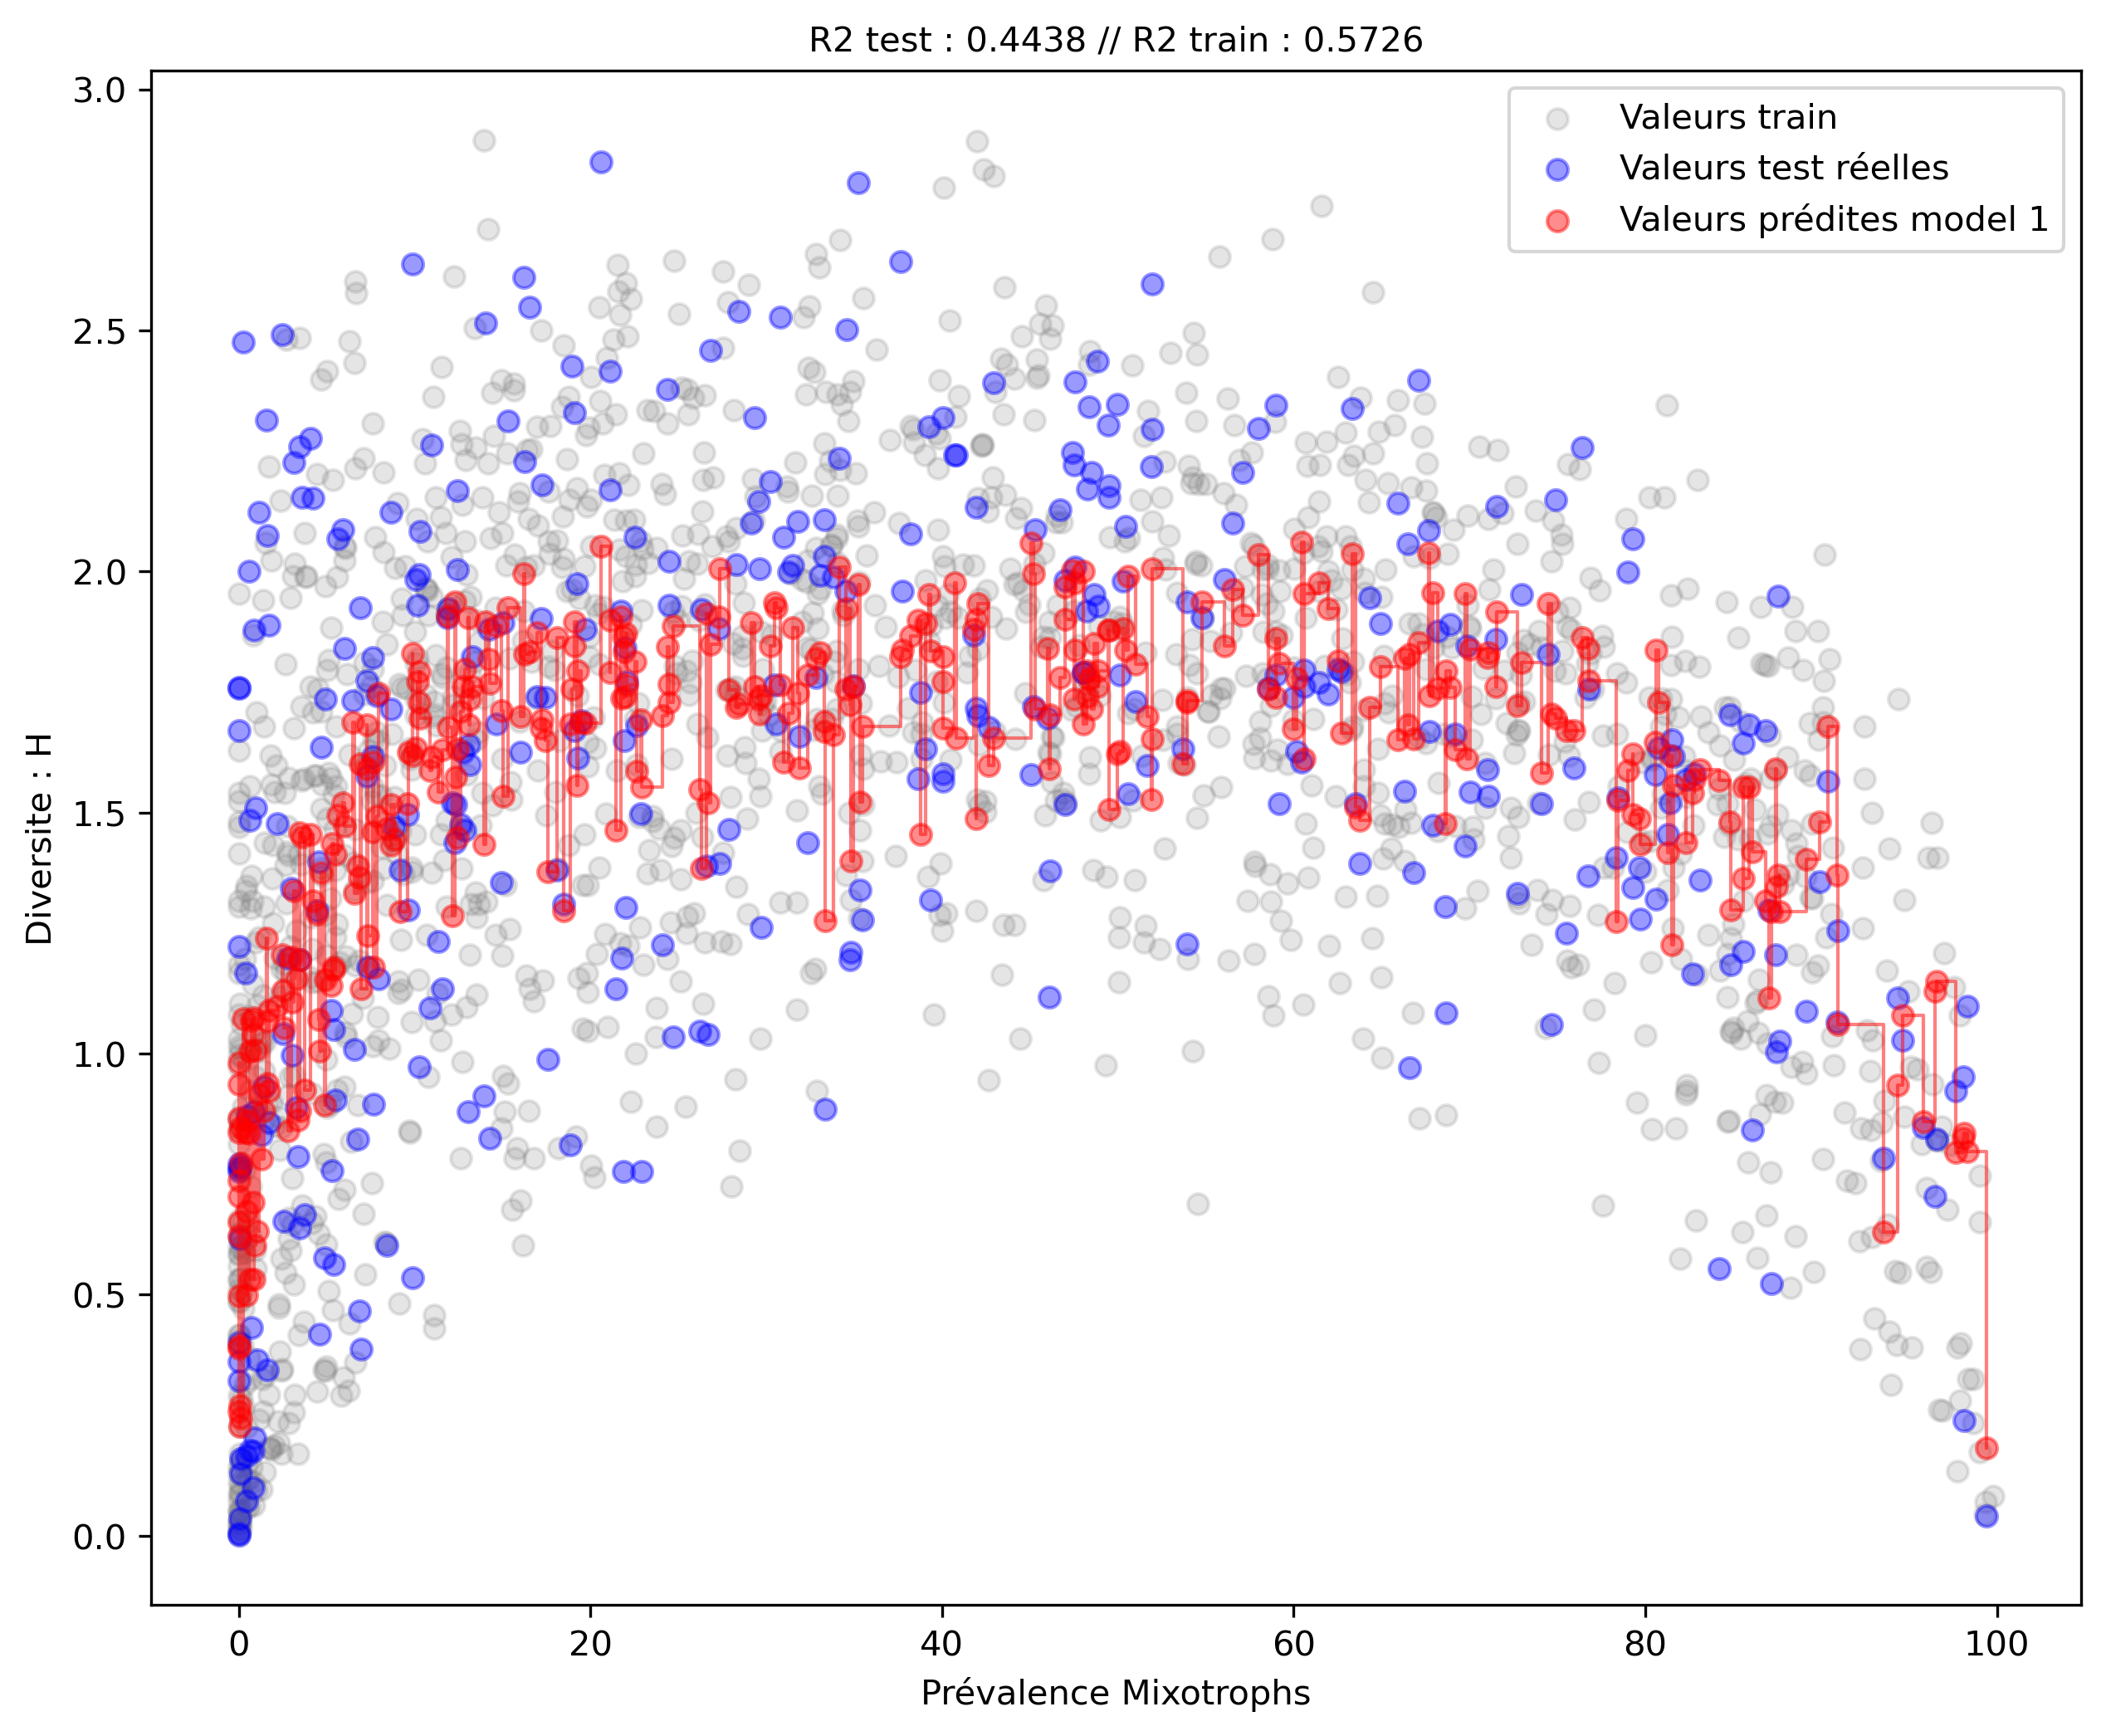 R2 test : 0.4438 // R2 train : 0.5726
3.0
2.5
2.0
1.5
1.0
0.5
0.0
Diversite : H
Valeurs train
Valeurs test réelles
Valeurs prédites model 1
0 20 40 60 80 100
Prévalence Mixotrophs